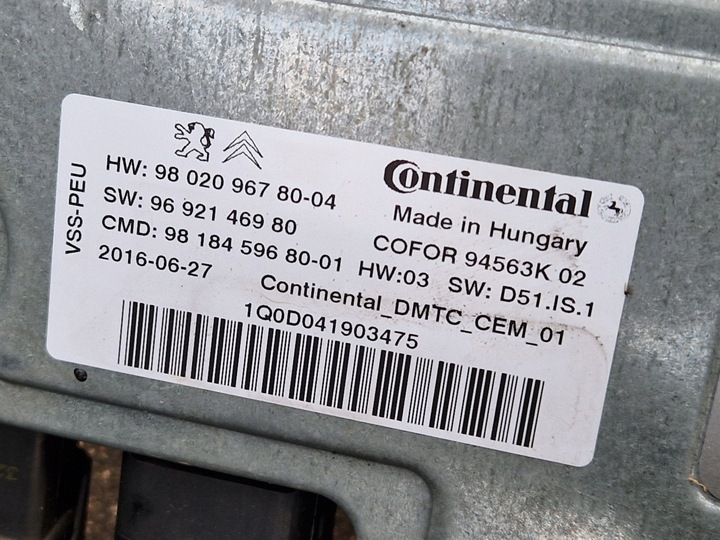 VSS-PEU
HW: 98 020 967 80-04
SW: 96 921 469 80
CMD: 98 184 596 80-01
2016-06-27
Continental
Made in Hungary
COFOR 94563K 02
HW:03 SW: D51.IS.1
Continental_DMTC_CEM_01
1Q0D041903475